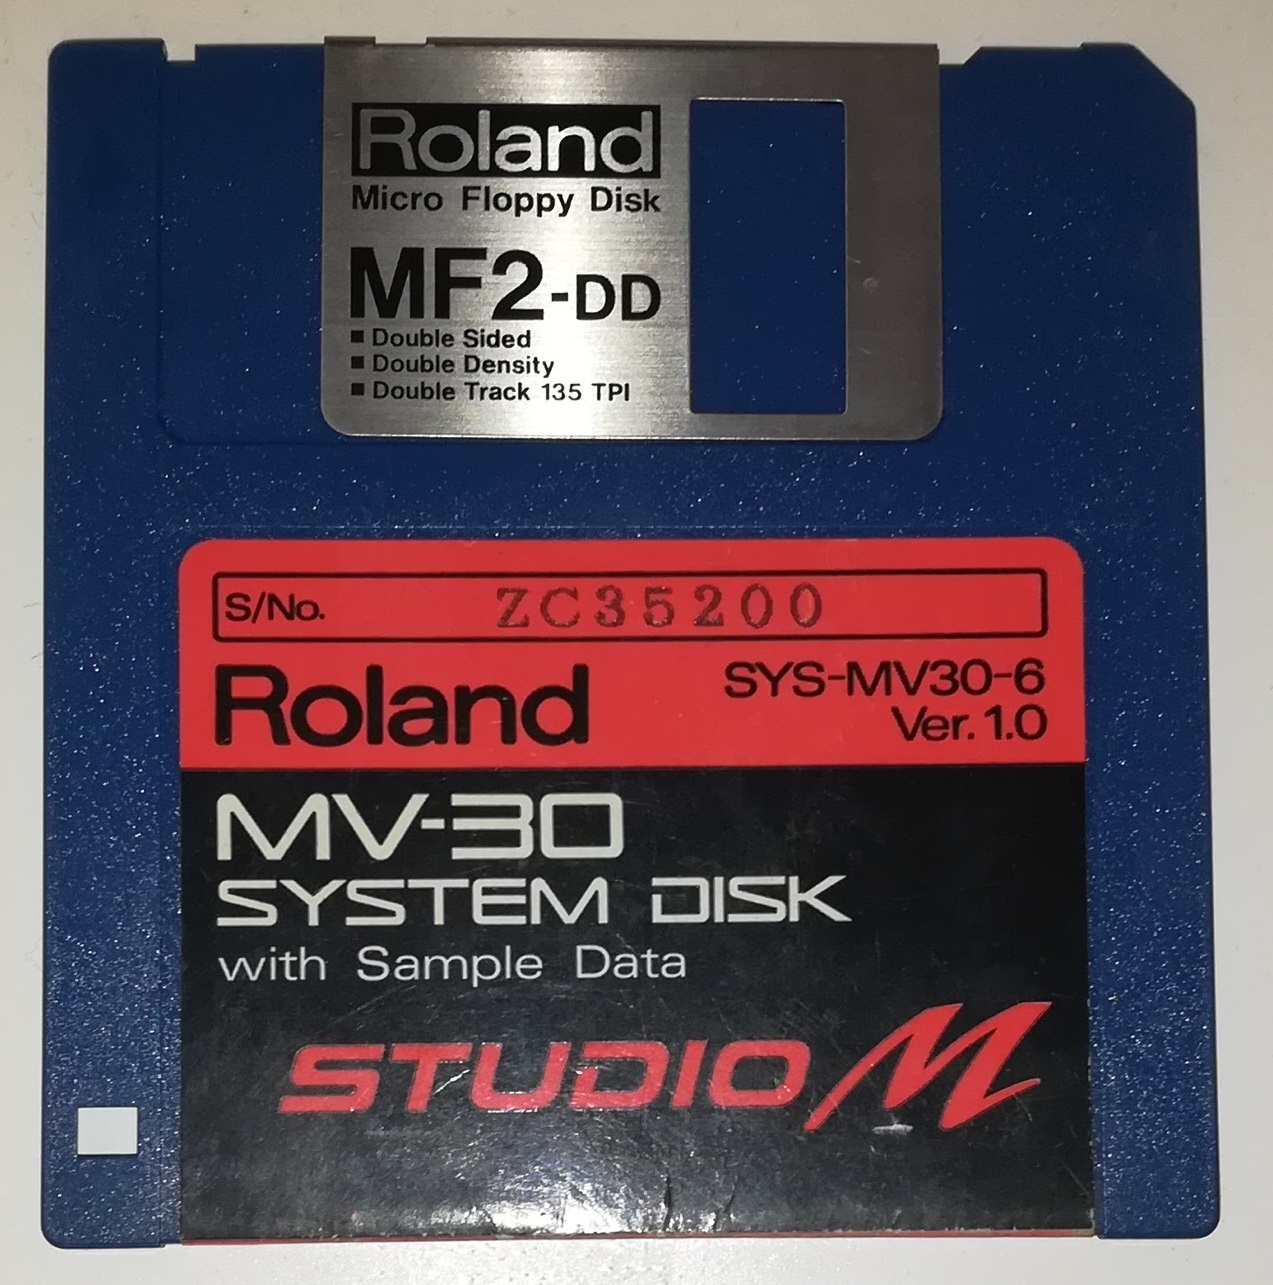 Roland
Micro Floppy Disk
MF2-DD
■ Double Sided
■ Double Density
■ Double Track 135 TPI
S/No. ZC35200
Roland
SYS-MV30-6
Ver. 1.0
MV-30
SYSTEM DISK
with Sample Data
STUDIO M